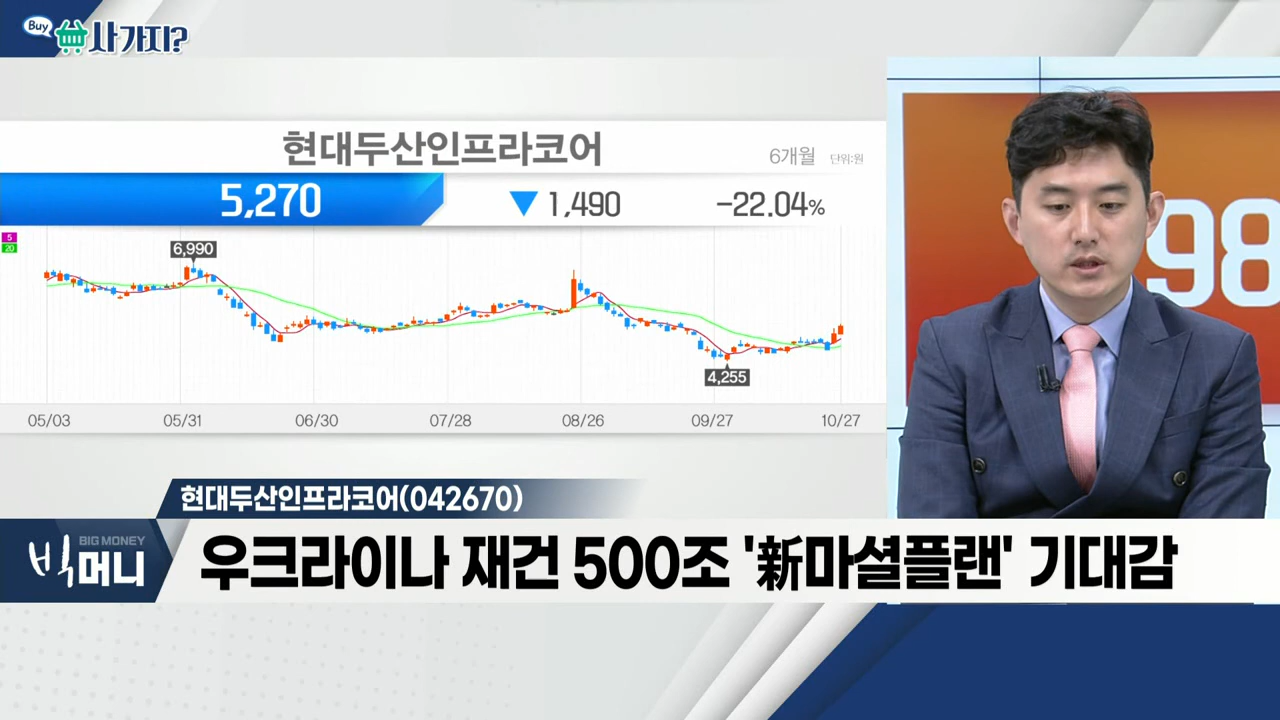 Buy
사가지?
현대두산인프라코어
6개월 단위:원
5,270 ▼ 1,490 -22.04%
5
20
6,990
4,255
05/03 05/31 06/30 07/28 08/26 09/27 10/27
98
현대두산인프라코어(042670)
BIG MONEY
빅머니
우크라이나 재건 500조 '新마셜플랜' 기대감